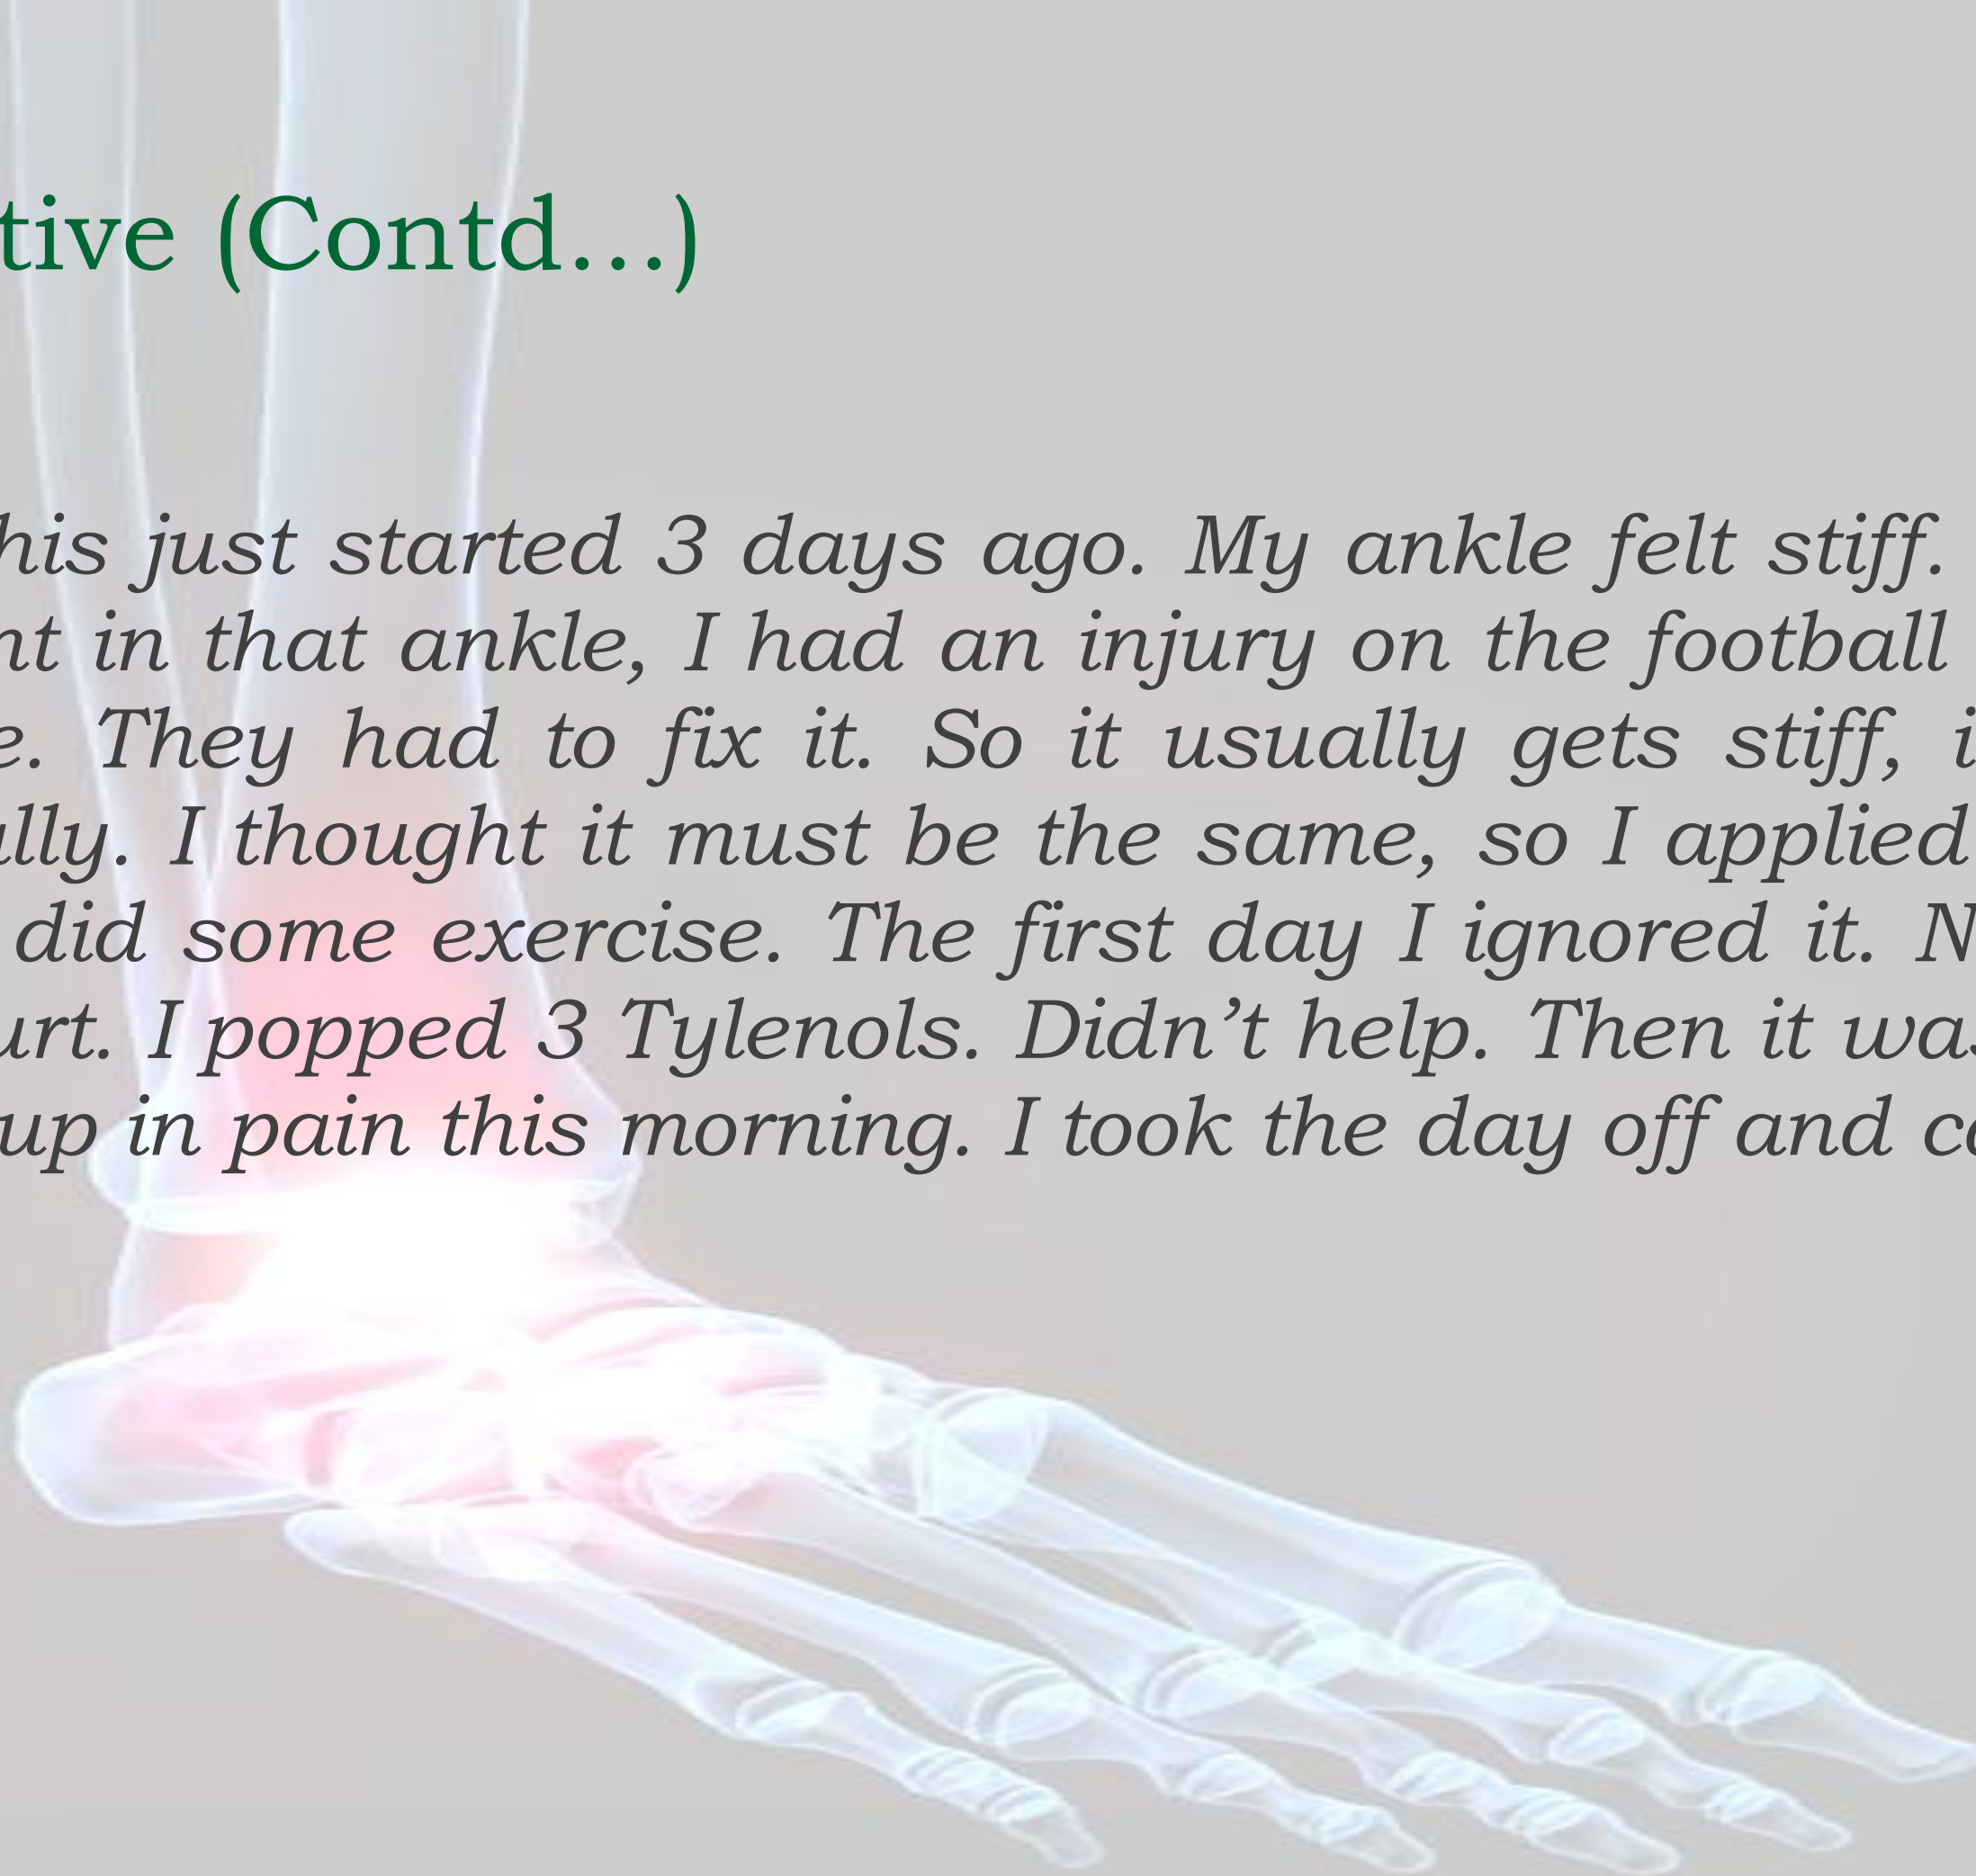 tive (Contd...)
his just started 3 days ago. My ankle felt stiff.
nt in that ankle, I had an injury on the football
e. They had to fix it. So it usually gets stiff, i
lly. I thought it must be the same, so I applied
did some exercise. The first day I ignored it. N
urt. I popped 3 Tylenols. Didn’t help. Then it was
up in pain this morning. I took the day off and co